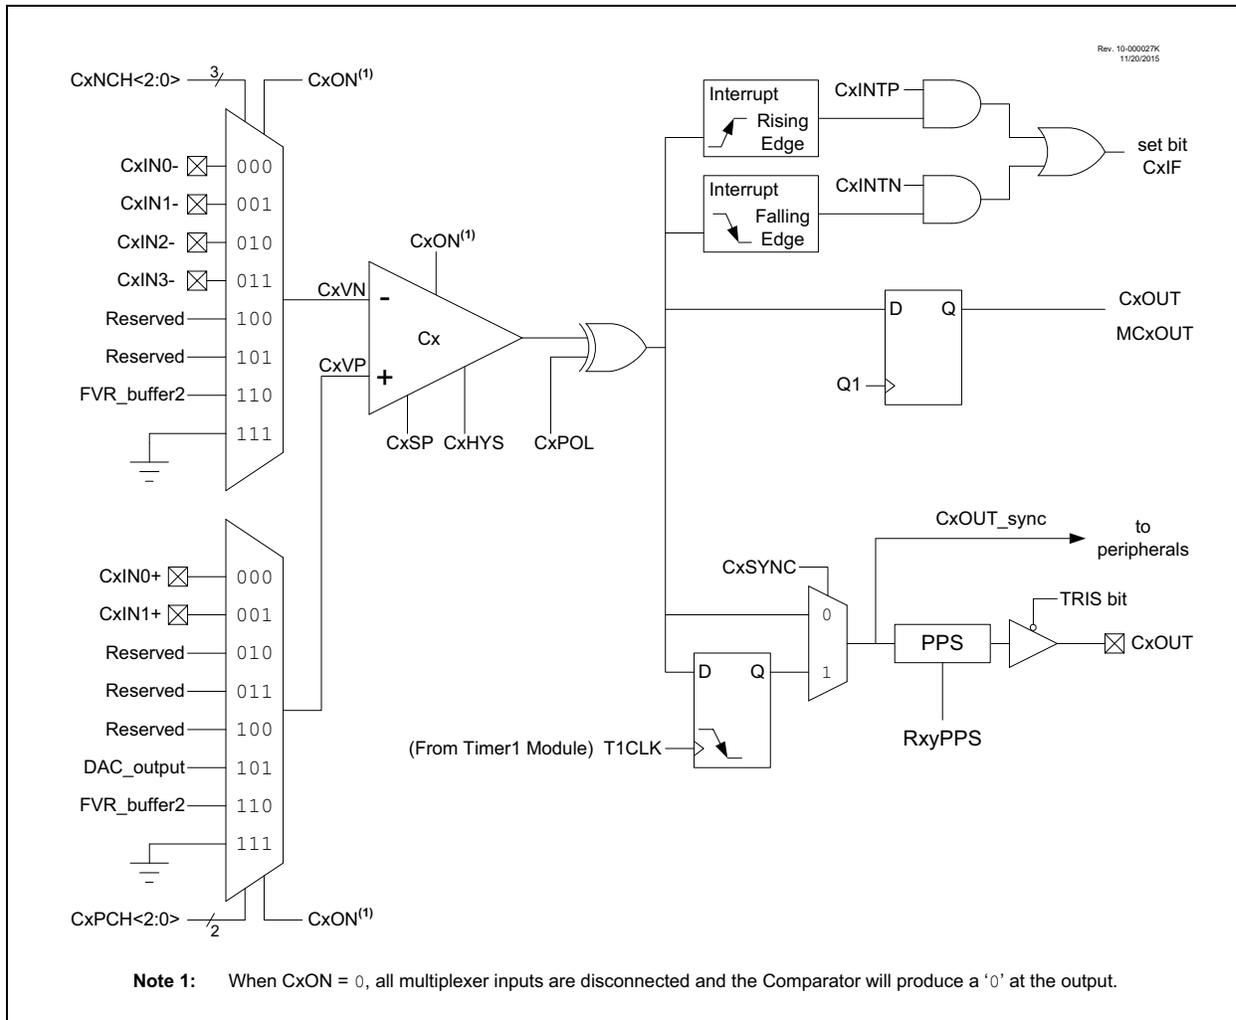 Rev. 10-000027K
11/20/2015
CxNCH<2:0>
3
CxON(1)
CxIN0-
000
CxIN1-
001
CxIN2-
010
CxIN3-
011
Reserved
100
Reserved
101
FVR_buffer2
110
111
CxVN
CxVP
CxON(1)
-
Cx
+
CxSP
CxHYS
CxPOL
Interrupt
Rising
Edge
CxINTP
Interrupt
Falling
Edge
CxINTN
set bit
CxIF
D
Q
Q1
CxOUT
MCxOUT
CxIN0+
000
CxIN1+
001
Reserved
010
Reserved
011
Reserved
100
DAC_output
101
FVR_buffer2
110
111
CxPCH<2:0>
2
CxON(1)
CxOUT_sync
to
peripherals
CxSYNC
0
1
D
Q
(From Timer1 Module) T1CLK
PPS
RxyPPS
TRIS bit
CxOUT
Note 1: When CxON = 0, all multiplexer inputs are disconnected and the Comparator will produce a ‘0’ at the output.